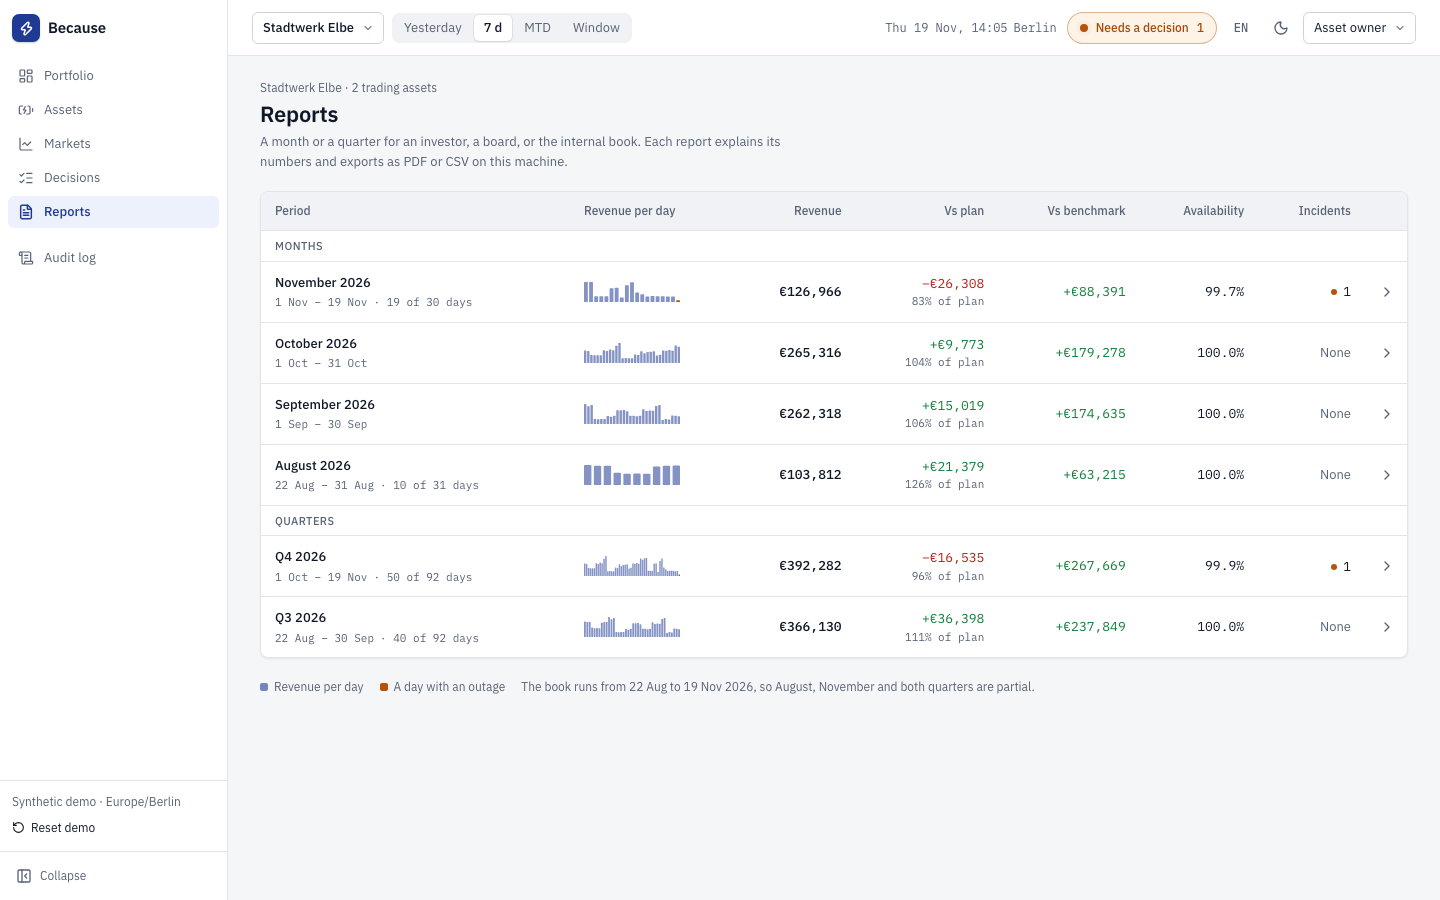 Because
Portfolio
Assets
Markets
Decisions
Reports
Audit log
Synthetic demo · Europe/Berlin
Reset demo
Collapse
Stadtwerk Elbe
Yesterday 7 d MTD Window
Thu 19 Nov, 14:05 Berlin
Needs a decision 1
EN
Asset owner
Stadtwerk Elbe · 2 trading assets
Reports
A month or a quarter for an investor, a board, or the internal book. Each report explains its
numbers and exports as PDF or CSV on this machine.
Period Revenue per day Revenue Vs plan Vs benchmark Availability Incidents
MONTHS
November 2026 €126,966 −€26,308 +€88,391 99.7% 1
1 Nov – 19 Nov · 19 of 30 days 83% of plan
October 2026 €265,316 +€9,773 +€179,278 100.0% None
1 Oct – 31 Oct 104% of plan
September 2026 €262,318 +€15,019 +€174,635 100.0% None
1 Sep – 30 Sep 106% of plan
August 2026 €103,812 +€21,379 +€63,215 100.0% None
22 Aug – 31 Aug · 10 of 31 days 126% of plan
QUARTERS
Q4 2026 €392,282 −€16,535 +€267,669 99.9% 1
1 Oct – 19 Nov · 50 of 92 days 96% of plan
Q3 2026 €366,130 +€36,398 +€237,849 100.0% None
22 Aug – 30 Sep · 40 of 92 days 111% of plan
Revenue per day A day with an outage The book runs from 22 Aug to 19 Nov 2026, so August, November and both quarters are partial.